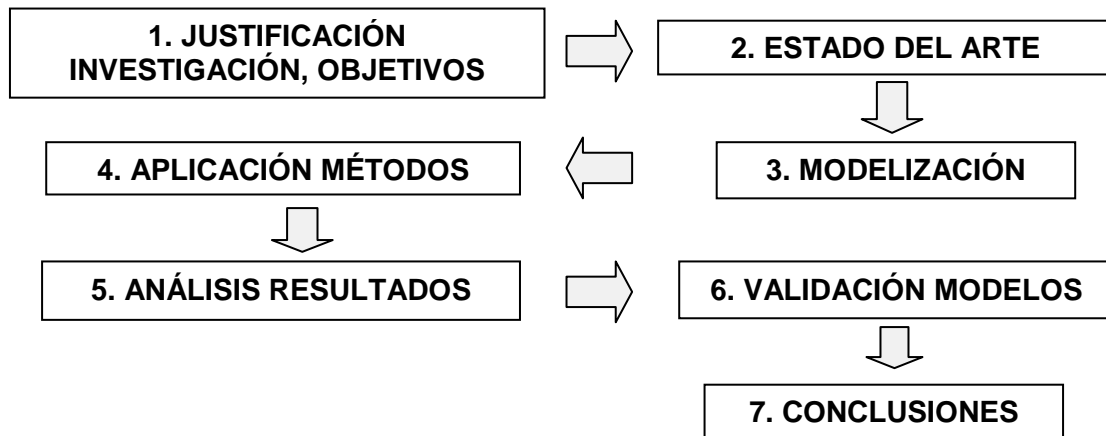 1. JUSTIFICACIÓN
INVESTIGACIÓN, OBJETIVOS
2. ESTADO DEL ARTE
3. MODELIZACIÓN
4. APLICACIÓN MÉTODOS
5. ANÁLISIS RESULTADOS
6. VALIDACIÓN MODELOS
7. CONCLUSIONES